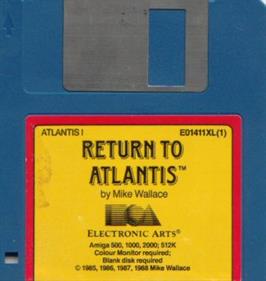 ATLANTIS I E01411XL(1)
RETURN TO
ATLANTIS™
by Mike Wallace
ELECTRONIC ARTS®
Amiga 500, 1000, 2000; 512K
Colour Monitor required;
Blank disk required
© 1985, 1986, 1987, 1988 Mike Wallace